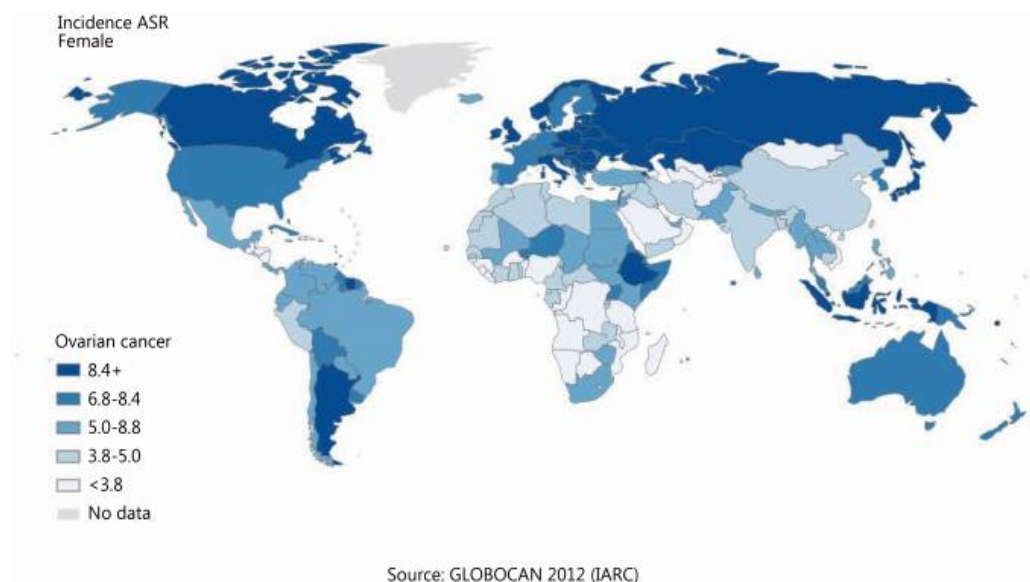 Incidence ASR
Female
Ovarian cancer
8.4+
6.8-8.4
5.0-8.8
3.8-5.0
<3.8
No data
Source: GLOBOCAN 2012 (IARC)